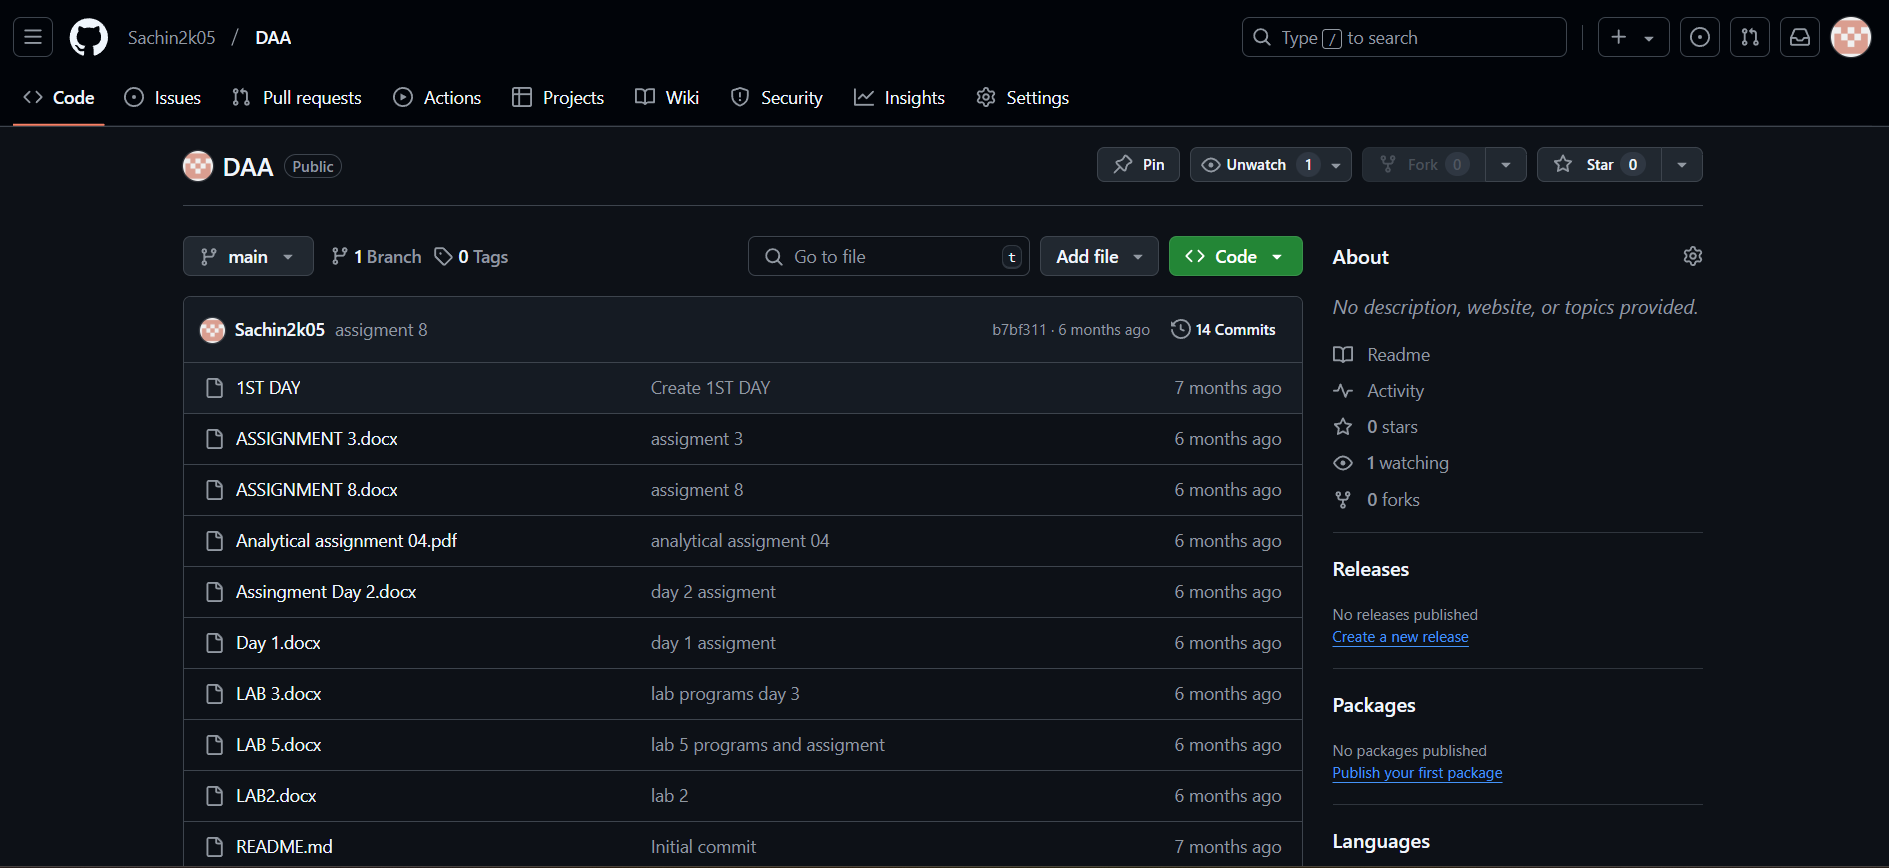 Sachin2k05 / DAA
Type / to search
Code Issues Pull requests Actions Projects Wiki Security Insights Settings
DAA Public
Pin Unwatch 1 Fork 0 Star 0
main 1 Branch 0 Tags Go to file t Add file Code
Sachin2k05 assigment 8 b7bf311 · 6 months ago 14 Commits
1ST DAY Create 1ST DAY 7 months ago
ASSIGNMENT 3.docx assigment 3 6 months ago
ASSIGNMENT 8.docx assigment 8 6 months ago
Analytical assignment 04.pdf analytical assigment 04 6 months ago
Assingment Day 2.docx day 2 assigment 6 months ago
Day 1.docx day 1 assigment 6 months ago
LAB 3.docx lab programs day 3 6 months ago
LAB 5.docx lab 5 programs and assigment 6 months ago
LAB2.docx lab 2 6 months ago
README.md Initial commit 7 months ago
About
No description, website, or topics provided.
Readme
Activity
0 stars
1 watching
0 forks
Releases
No releases published
Create a new release
Packages
No packages published
Publish your first package
Languages